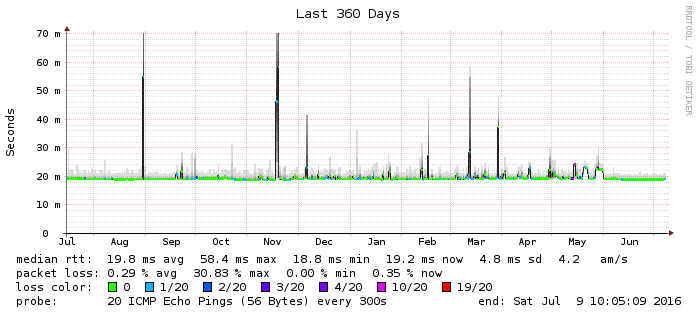 Last 360 Days
RRDTOOL / TOBI OETIKER
Seconds
70 m
60 m
50 m
40 m
30 m
20 m
10 m
0
Jul Aug Sep Oct Nov Dec Jan Feb Mar Apr May Jun
median rtt: 19.8 ms avg 58.4 ms max 18.8 ms min 19.2 ms now 4.8 ms sd 4.2 am/s
packet loss: 0.29 % avg 30.83 % max 0.00 % min 0.35 % now
loss color: 0 1/20 2/20 3/20 4/20 10/20 19/20
probe: 20 ICMP Echo Pings (56 Bytes) every 300s end: Sat Jul 9 10:05:09 2016